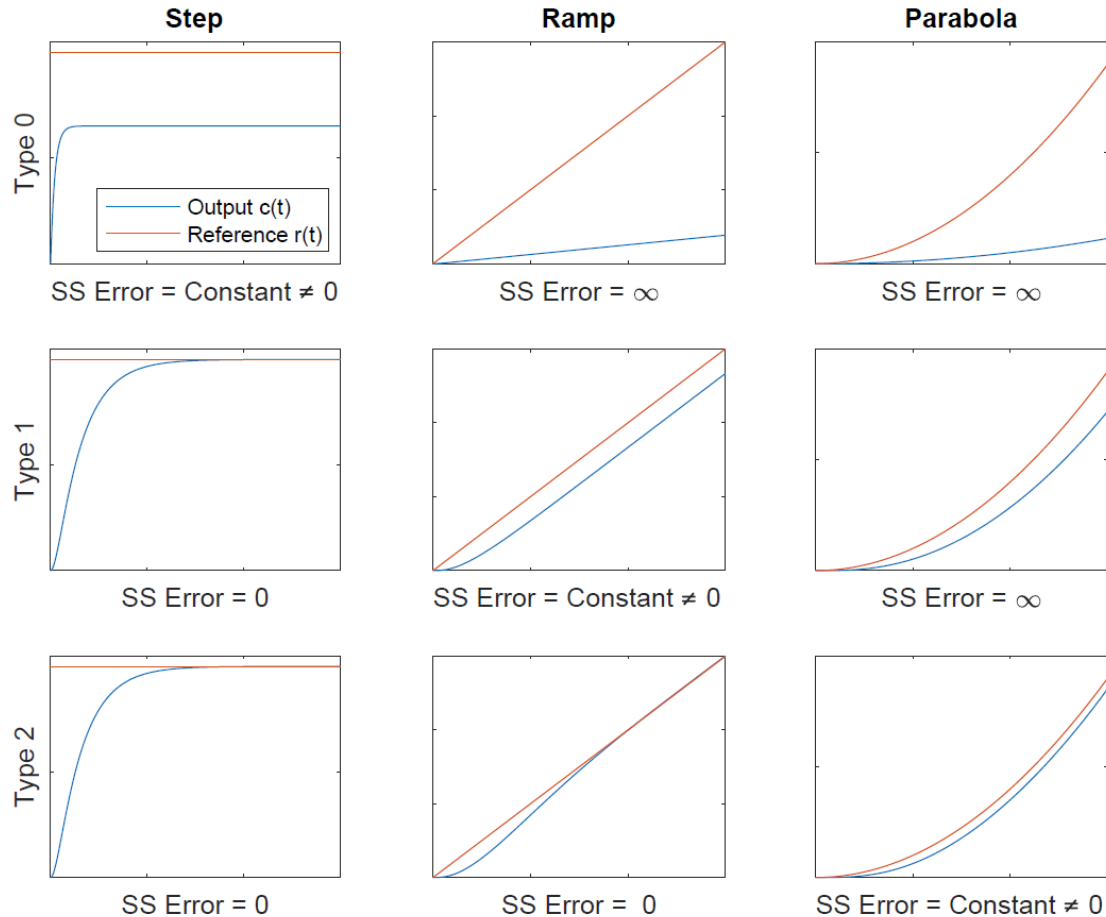 Step
Ramp
Parabola
Type 0
Output c(t)
Reference r(t)
SS Error = Constant ≠ 0
SS Error = ∞
SS Error = ∞
Type 1
SS Error = 0
SS Error = Constant ≠ 0
SS Error = ∞
Type 2
SS Error = 0
SS Error = 0
SS Error = Constant ≠ 0